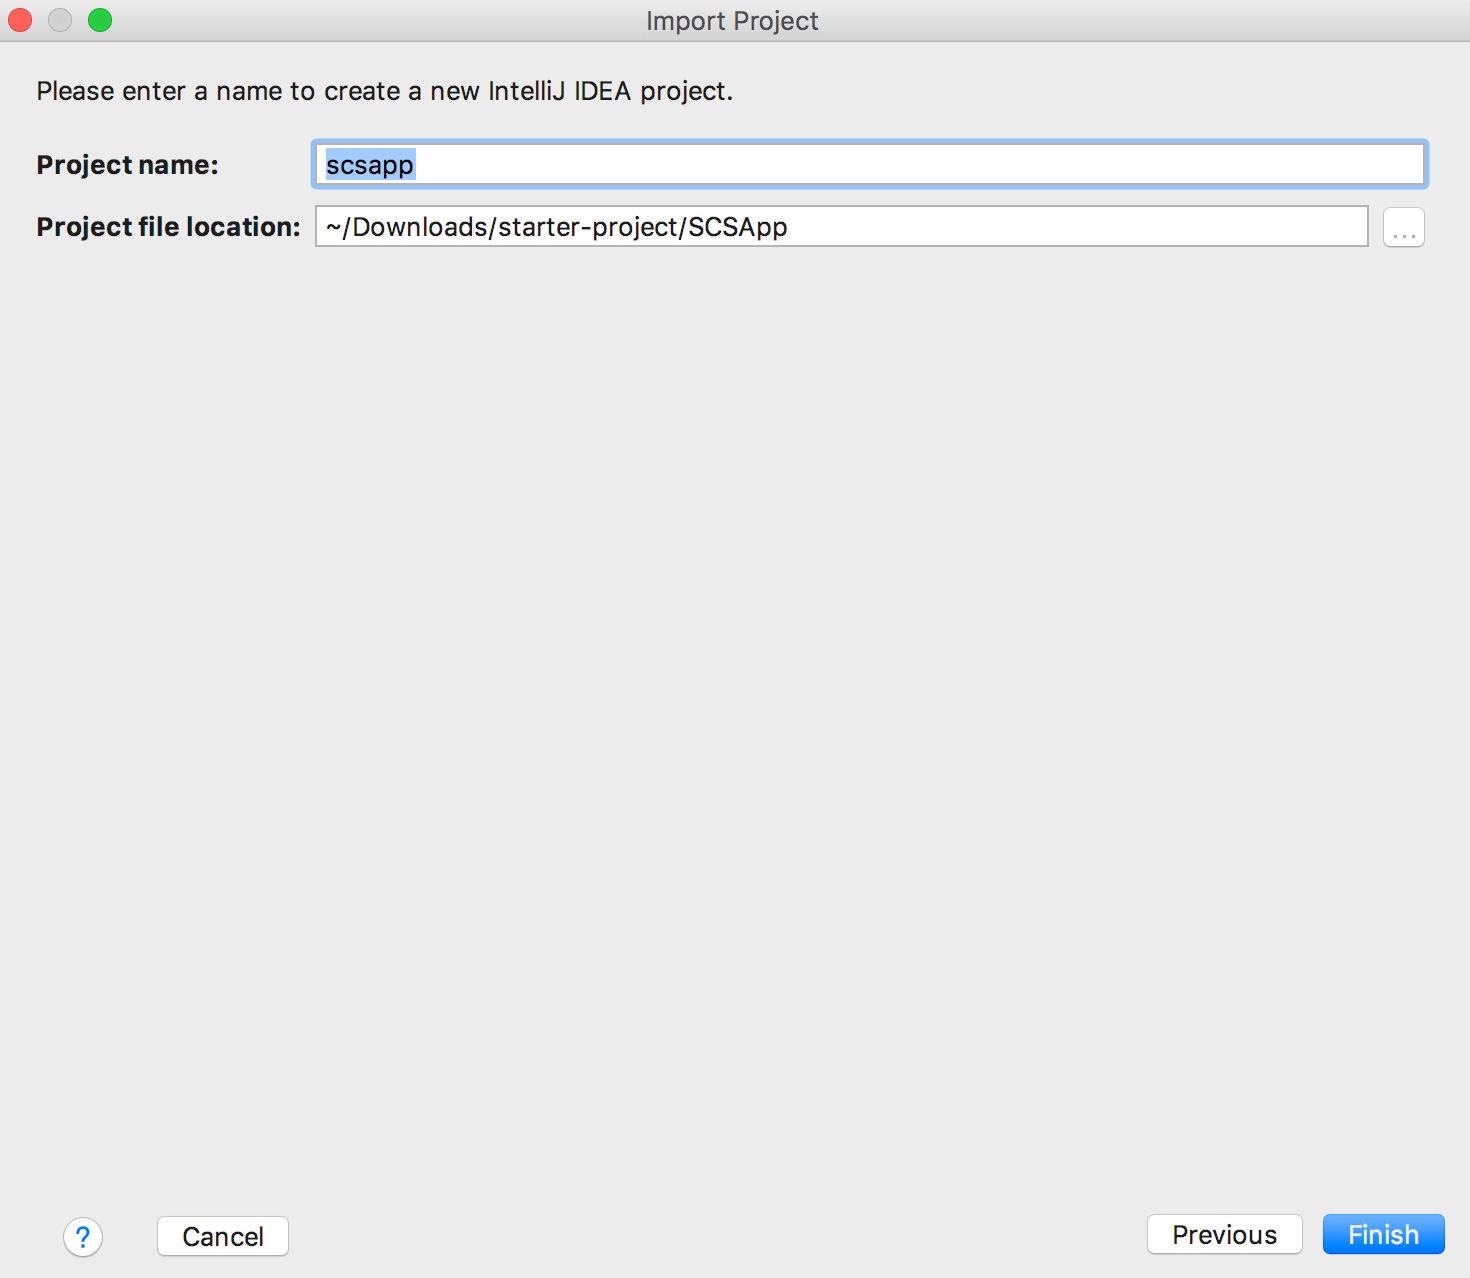 Import Project
Please enter a name to create a new IntelliJ IDEA project.
Project name: scsapp
Project file location: ~/Downloads/starter-project/SCSApp ...
? Cancel Previous Finish